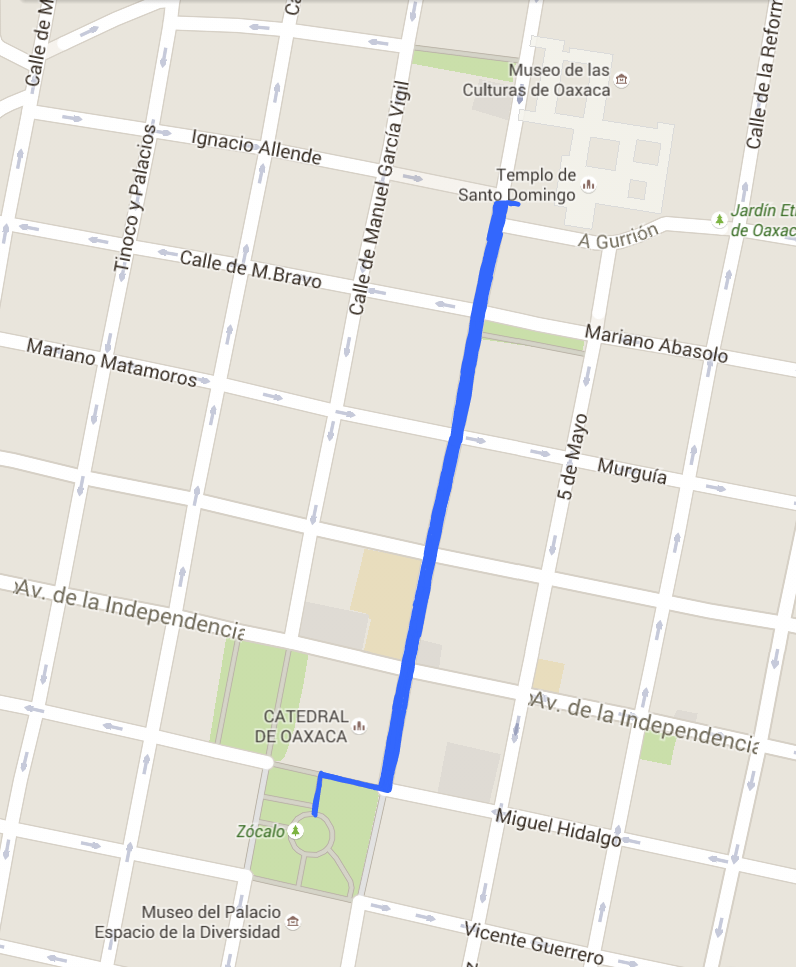 Calle de M
Ca
Calle de la Reform
Museo de las
Culturas de Oaxaca
Ignacio Allende
Tinoco y Palacios
Calle de Manuel García Vigil
Templo de
Santo Domingo
Jardín Et
de Oaxac
A Gurrión
Calle de M.Bravo
Mariano Abasolo
Mariano Matamoros
5 de Mayo
Murguía
Av. de la Independencia
Av. de la Independencia
CATEDRAL
DE OAXACA
Zócalo
Miguel Hidalgo
Museo del Palacio
Espacio de la Diversidad
Vicente Guerrero